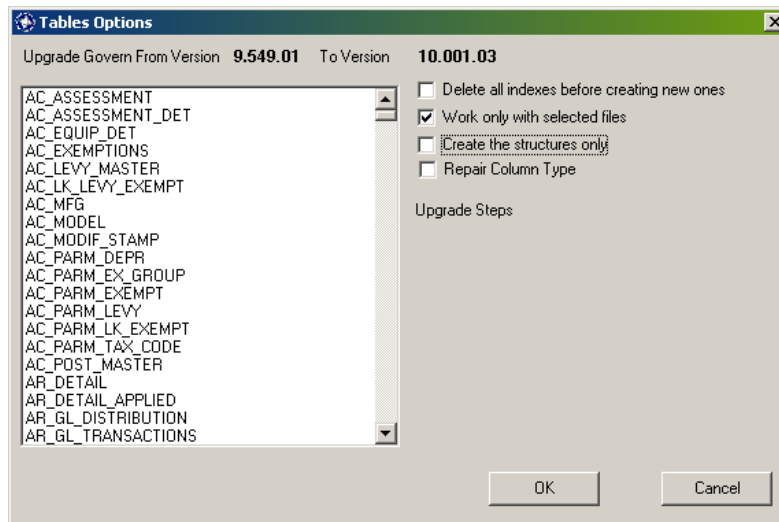 Tables Options
Upgrade Govern From Version 9.549.01 To Version 10.001.03
AC_ASSESSMENT
AC_ASSESSMENT_DET
AC_EQUIP_DET
AC_EXEMPTIONS
AC_LEVY_MASTER
AC_LK_LEVY_EXEMPT
AC_MFG
AC_MODEL
AC_MODIF_STAMP
AC_PARM_DEPR
AC_PARM_EX_GROUP
AC_PARM_EXEMPT
AC_PARM_LEVY
AC_PARM_LK_EXEMPT
AC_PARM_TAX_CODE
AC_POST_MASTER
AR_DETAIL
AR_DETAIL_APPLIED
AR_GL_DISTRIBUTION
AR_GL_TRANSACTIONS
Delete all indexes before creating new ones
Work only with selected files
Create the structures only
Repair Column Type
Upgrade Steps
OK
Cancel